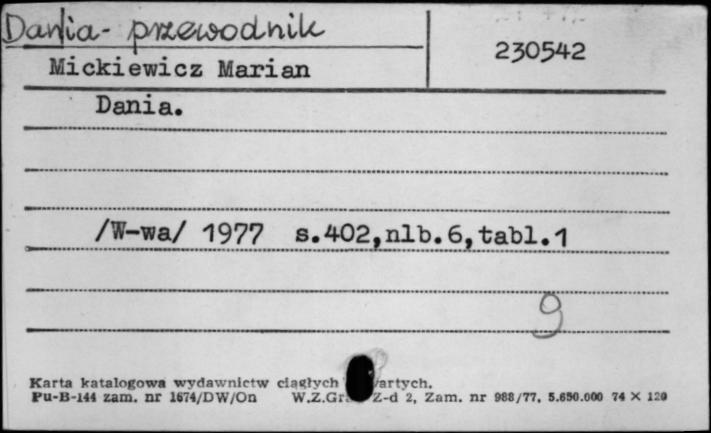 Dania - przewodnik
230542
Mickiewicz Marian
Dania.
/W-wa/ 1977 s.402,nlb.6,tabl.1
9
Karta katalogowa wydawnictw ciągłych artych.
Pu-B-144 zam. nr 1674/DW/On W.Z.Gr Z-d 2, Zam. nr 988/77, 5.650.000 74 X 120